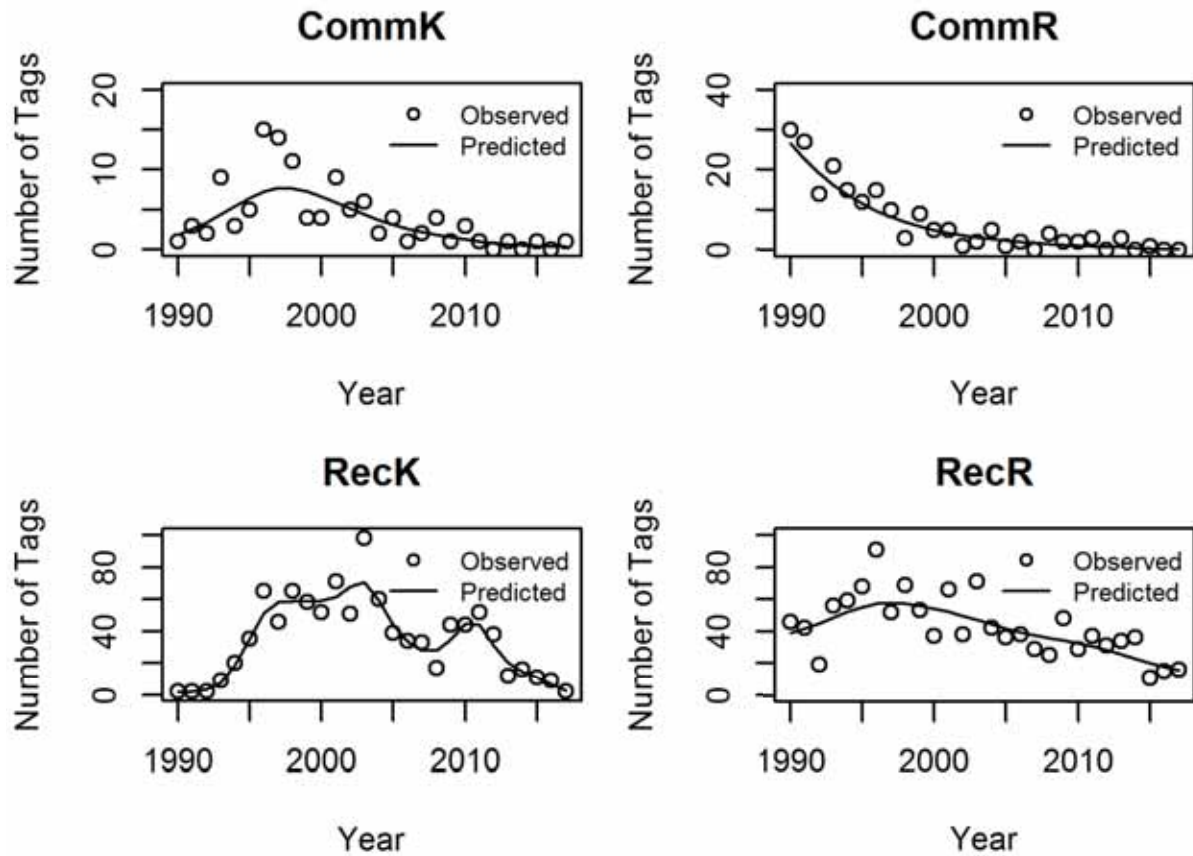 CommK
Number of Tags
20
10
0
Observed
Predicted
1990
2000
2010
Year
CommR
Number of Tags
40
20
0
Observed
Predicted
1990
2000
2010
Year
RecK
Number of Tags
80
40
0
Observed
Predicted
1990
2000
2010
Year
RecR
Number of Tags
80
40
0
Observed
Predicted
1990
2000
2010
Year